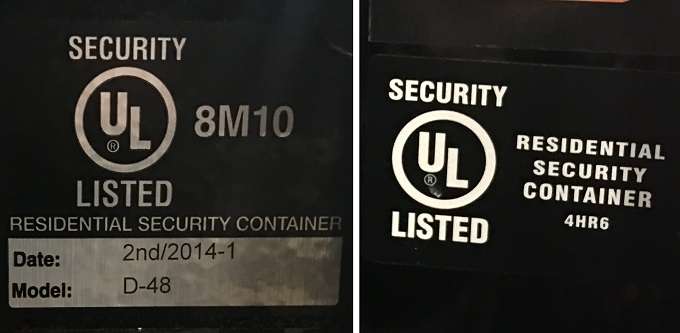 SECURITY
UL
®
8M10
LISTED
RESIDENTIAL SECURITY CONTAINER
Date: 2nd/2014-1
Model: D-48
SECURITY
UL
®
LISTED
RESIDENTIAL
SECURITY
CONTAINER
4HR6